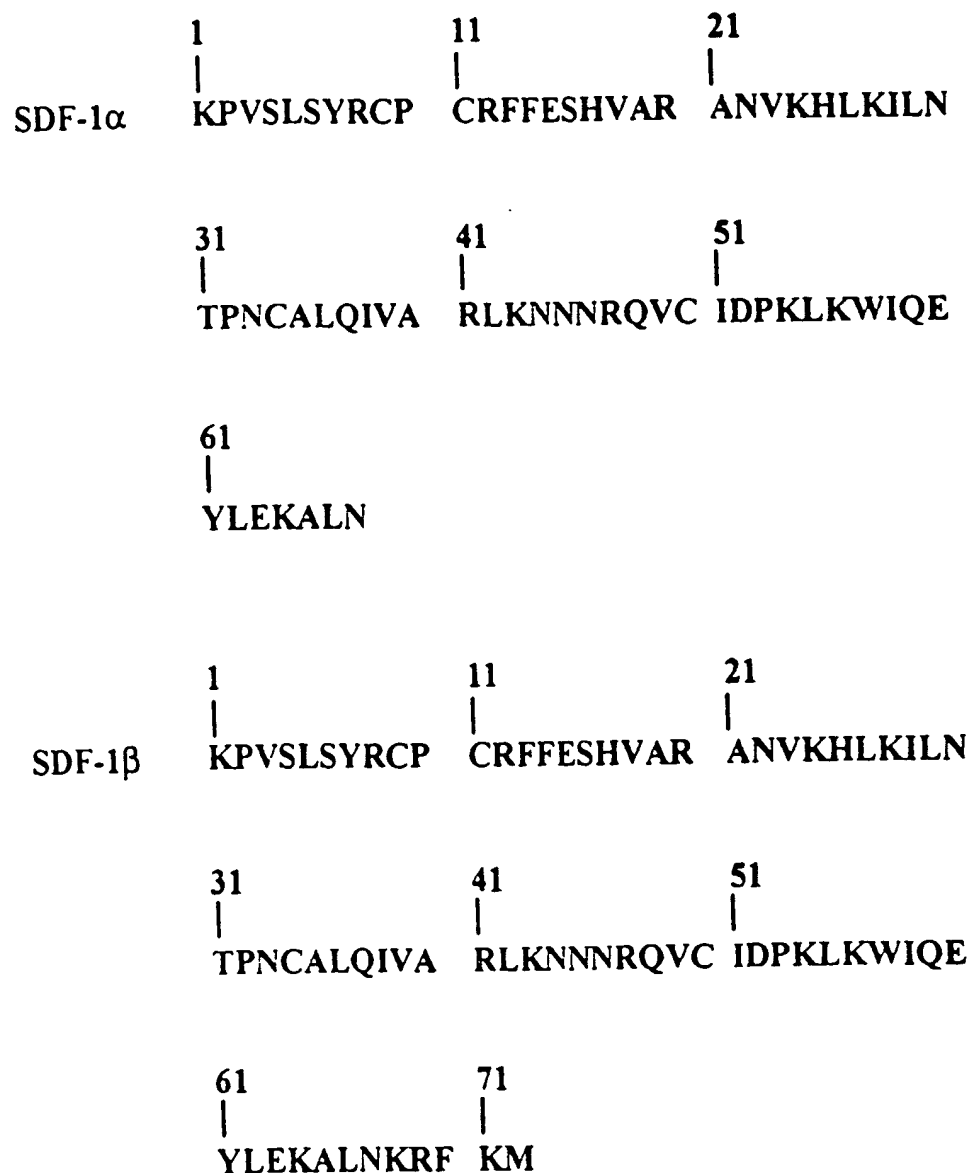 1 11 21
SDF-1α KPVSLSYRCP CRFFESHVAR ANVKHLKILN
31 41 51
TPNCALQIVA RLKNNNRQVC IDPKLKWIQE
61
YLEKALN
1 11 21
SDF-1β KPVSLSYRCP CRFFESHVAR ANVKHLKILN
31 41 51
TPNCALQIVA RLKNNNRQVC IDPKLKWIQE
61 71
YLEKALNKRF KM